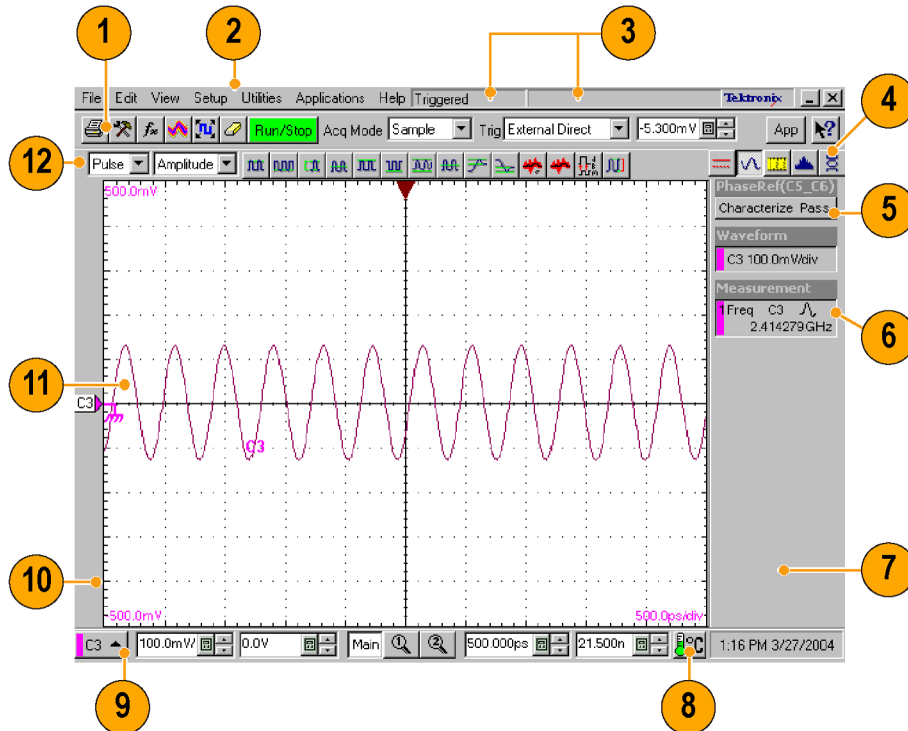 1
2
3
File Edit View Setup Utilities Applications Help Triggered Tektronix
4
Run/Stop Acq Mode Sample Trig External Direct -5.300mV App
12
Pulse Amplitude
500.0mV
PhaseRef(C5_C6)
Characterize Pass
5
Waveform
C3 100.0mV/div
Measurement
1 Freq C3
2.414279GHz
6
11
C3
C3
10
7
-500.0mV
500.0ps/div
C3 100.0mV/ 0.0V Main 1 2 500.000ps 21.500n °C 1:16 PM 3/27/2004
9
8